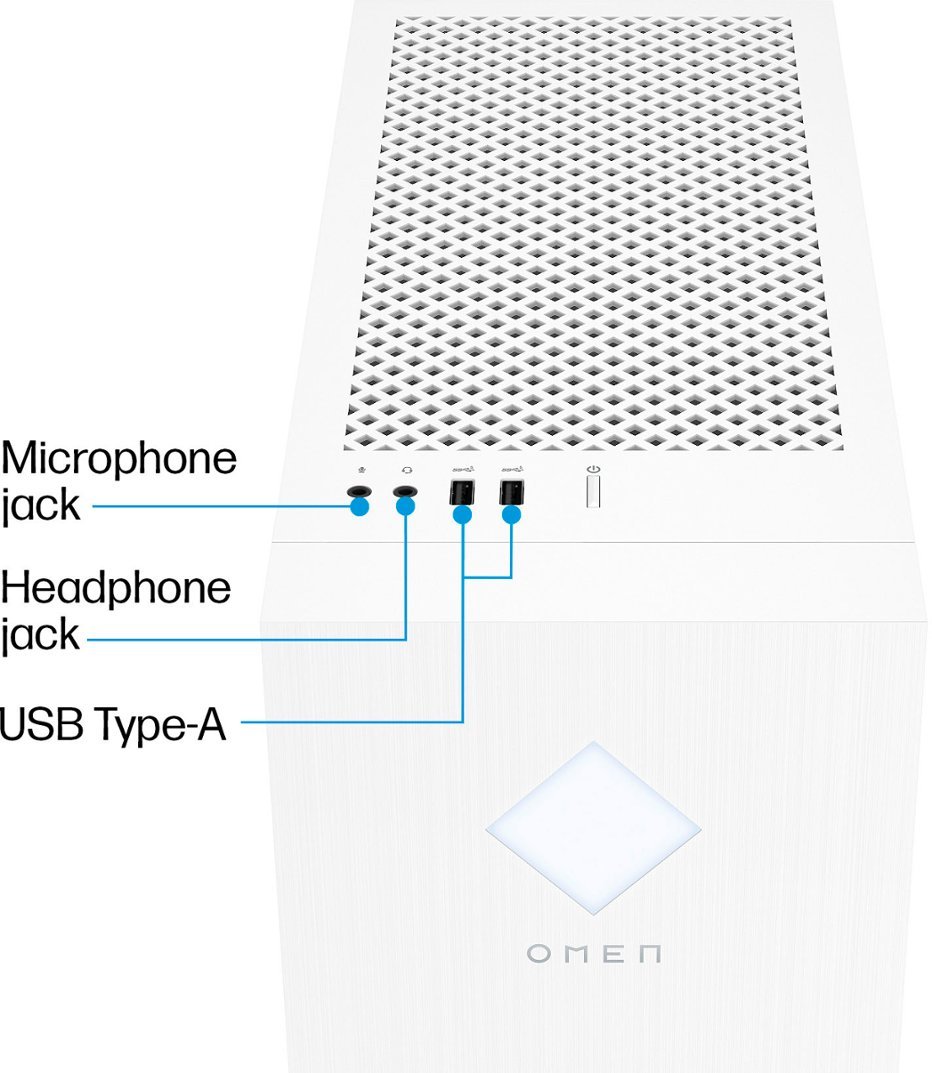 Microphone
jack
Headphone
jack
USB Type-A
OMEN